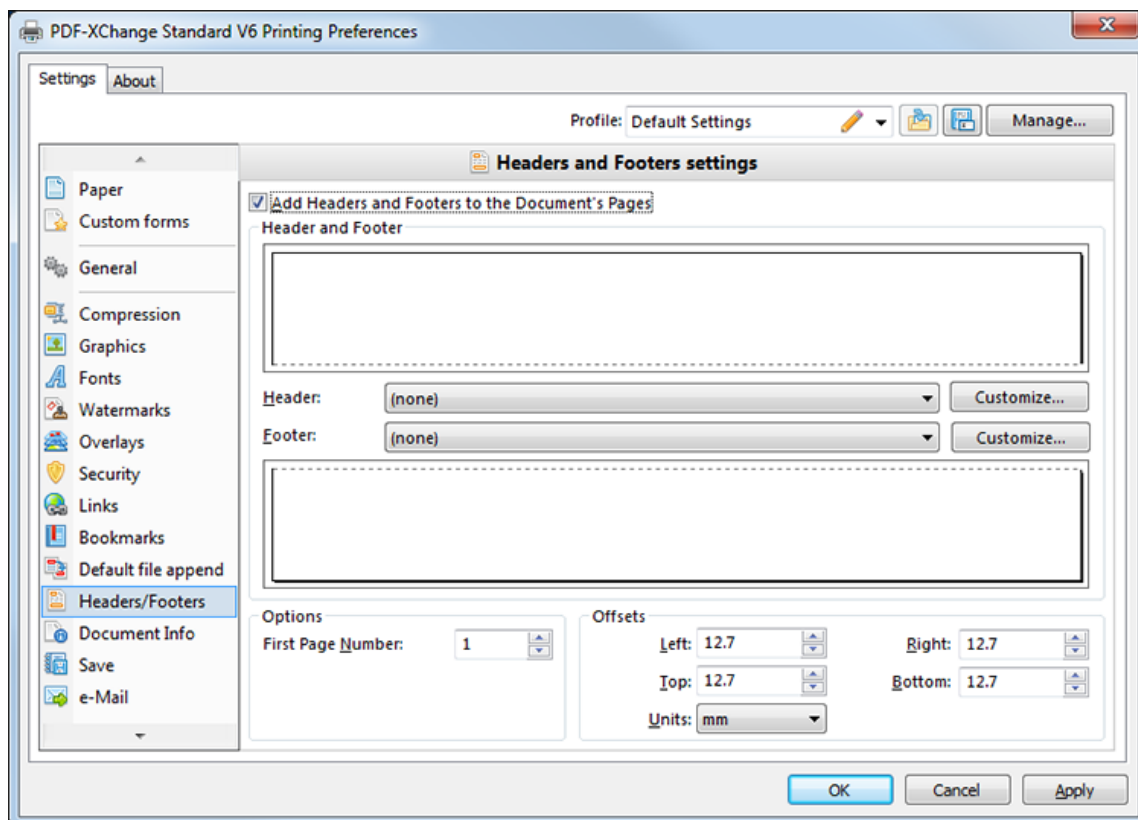 PDF-XChange Standard V6 Printing Preferences
Settings About
Profile: Default Settings Manage...
Headers and Footers settings
Paper
Custom forms
General
Compression
Graphics
Fonts
Watermarks
Overlays
Security
Links
Bookmarks
Default file append
Headers/Footers
Document Info
Save
e-Mail
Add Headers and Footers to the Document's Pages
Header and Footer
Header: (none) Customize...
Footer: (none) Customize...
Options
First Page Number: 1
Offsets
Left: 12.7 Right: 12.7
Top: 12.7 Bottom: 12.7
Units: mm
OK Cancel Apply